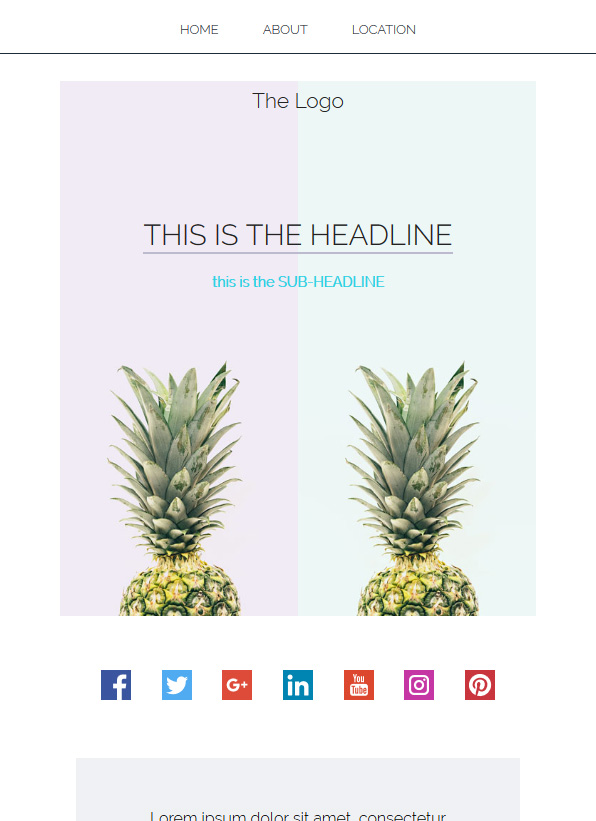 HOME ABOUT LOCATION
The Logo
THIS IS THE HEADLINE
this is the SUB-HEADLINE
f G+ in You Tube
Lorem ipsum dolor sit amet, consectetur